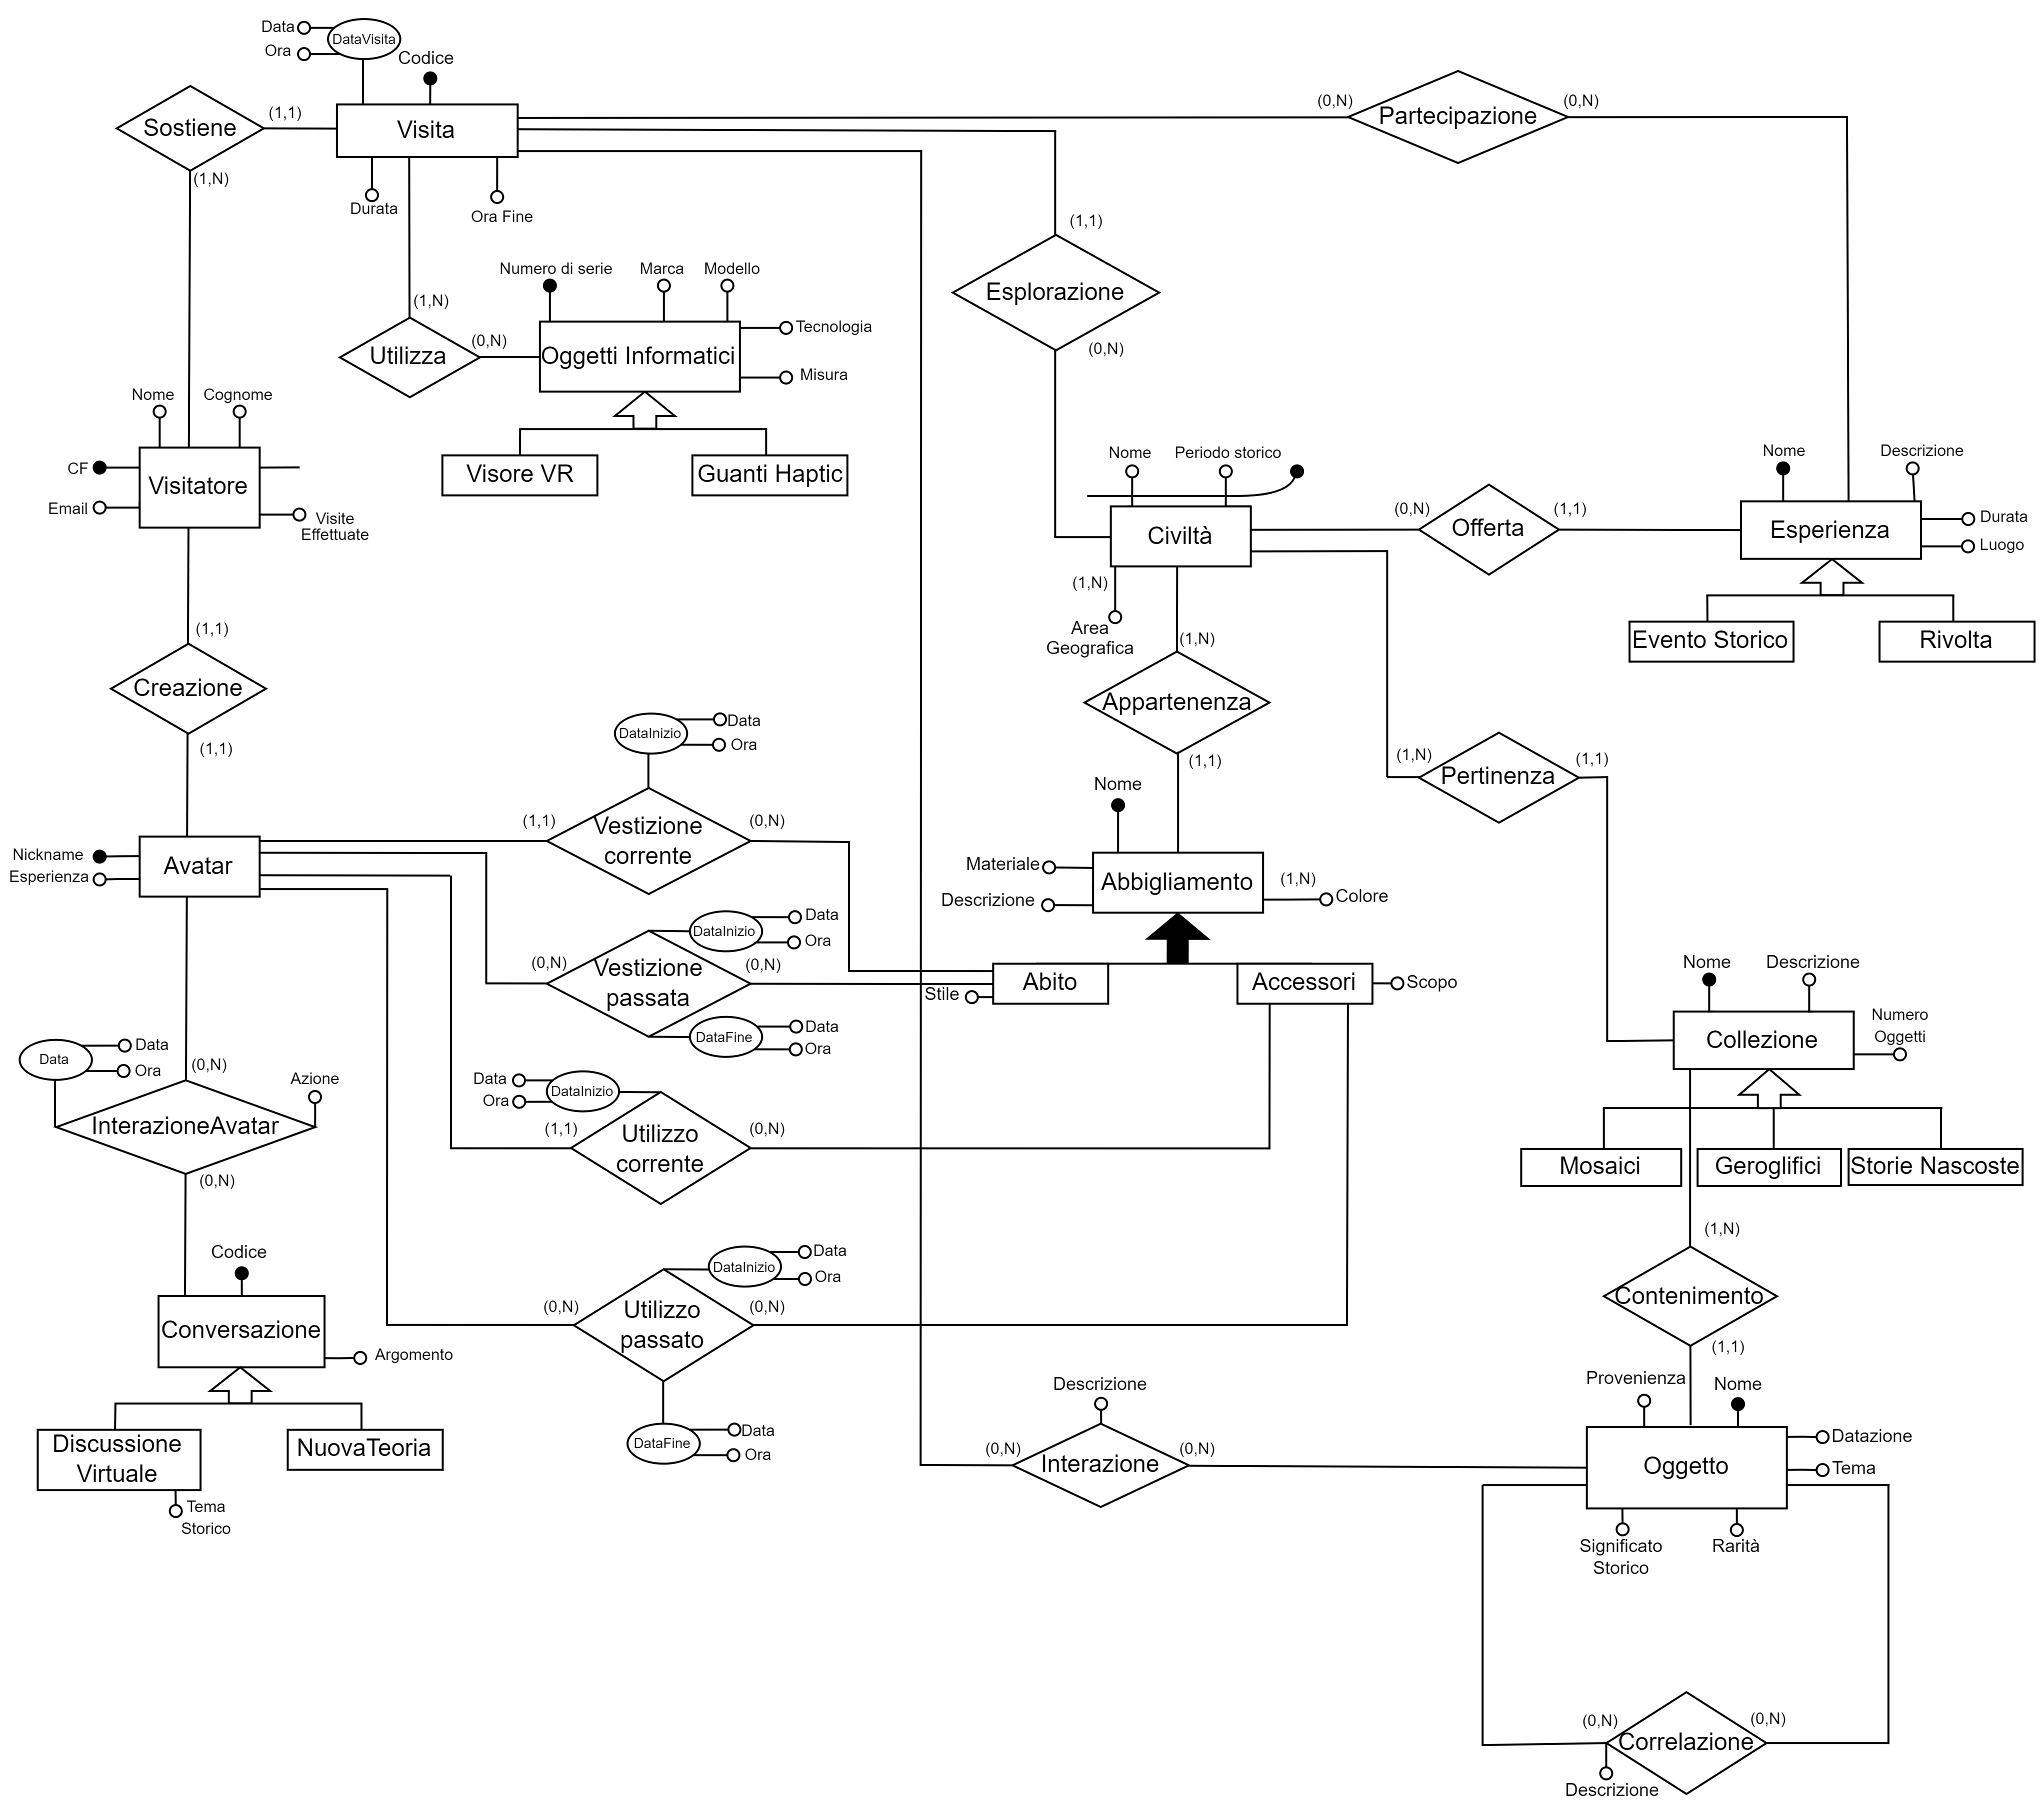 Data
DataVisita
Ora
Codice
Sostiene
(1,1)
Visita
(0,N)
Partecipazione
(0,N)
(1,N)
Durata
Ora Fine
(1,1)
Numero di serie
Marca
Modello
Esplorazione
(1,N)
Utilizza
(0,N)
Oggetti Informatici
Tecnologia
Misura
(0,N)
Nome
Cognome
CF
Visitatore
Email
Visite
Effettuate
Visore VR
Guanti Haptic
Nome
Periodo storico
Civiltà
(0,N)
Offerta
(1,1)
Nome
Descrizione
Esperienza
Durata
Luogo
(1,N)
Area
Geografica
Evento Storico
Rivolta
(1,1)
Creazione
(1,1)
(1,N)
Appartenenza
(1,1)
(1,N)
Pertinenza
(1,1)
DataInizio
Data
Ora
Nickname
Esperienza
Avatar
(1,1)
Vestizione
corrente
(0,N)
Nome
Materiale
Descrizione
Abbigliamento
(1,N)
Colore
DataInizio
Data
Ora
(0,N)
Vestizione
passata
(0,N)
DataFine
Data
Ora
Stile
Abito
Accessori
Scopo
Nome
Descrizione
Numero
Oggetti
Collezione
Data
Data
Ora
(0,N)
Azione
InterazioneAvatar
(0,N)
Data
Ora
DataInizio
(1,1)
Utilizzo
corrente
(0,N)
Mosaici
Geroglifici
Storie Nascoste
Codice
Conversazione
Argomento
DataInizio
Data
Ora
(0,N)
Utilizzo
passato
(0,N)
DataFine
Data
Ora
(1,N)
Contenimento
(1,1)
Discussione
Virtuale
NuovaTeoria
Tema
Storico
Descrizione
(0,N)
Interazione
(0,N)
Provenienza
Nome
Oggetto
Datazione
Tema
Significato
Storico
Rarità
(0,N)
Correlazione
(0,N)
Descrizione